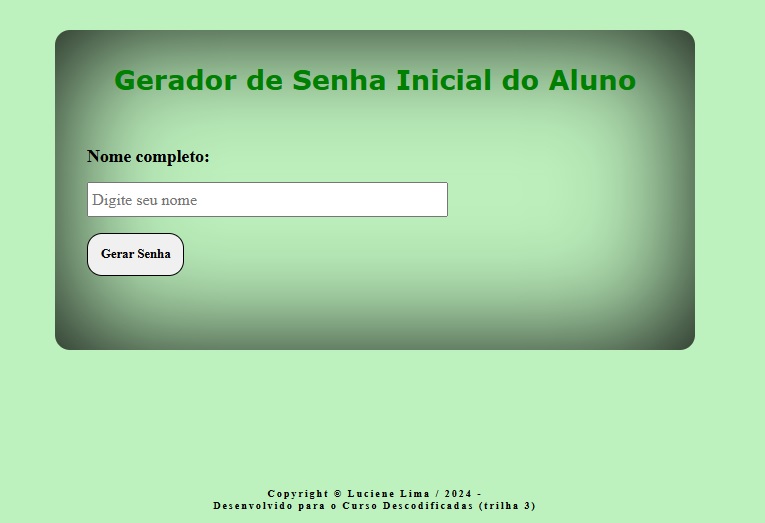 Gerador de Senha Inicial do Aluno
Nome completo:
Digite seu nome
Gerar Senha
Copyright © Luciene Lima / 2024 -
Desenvolvido para o Curso Descodificadas (trilha 3)